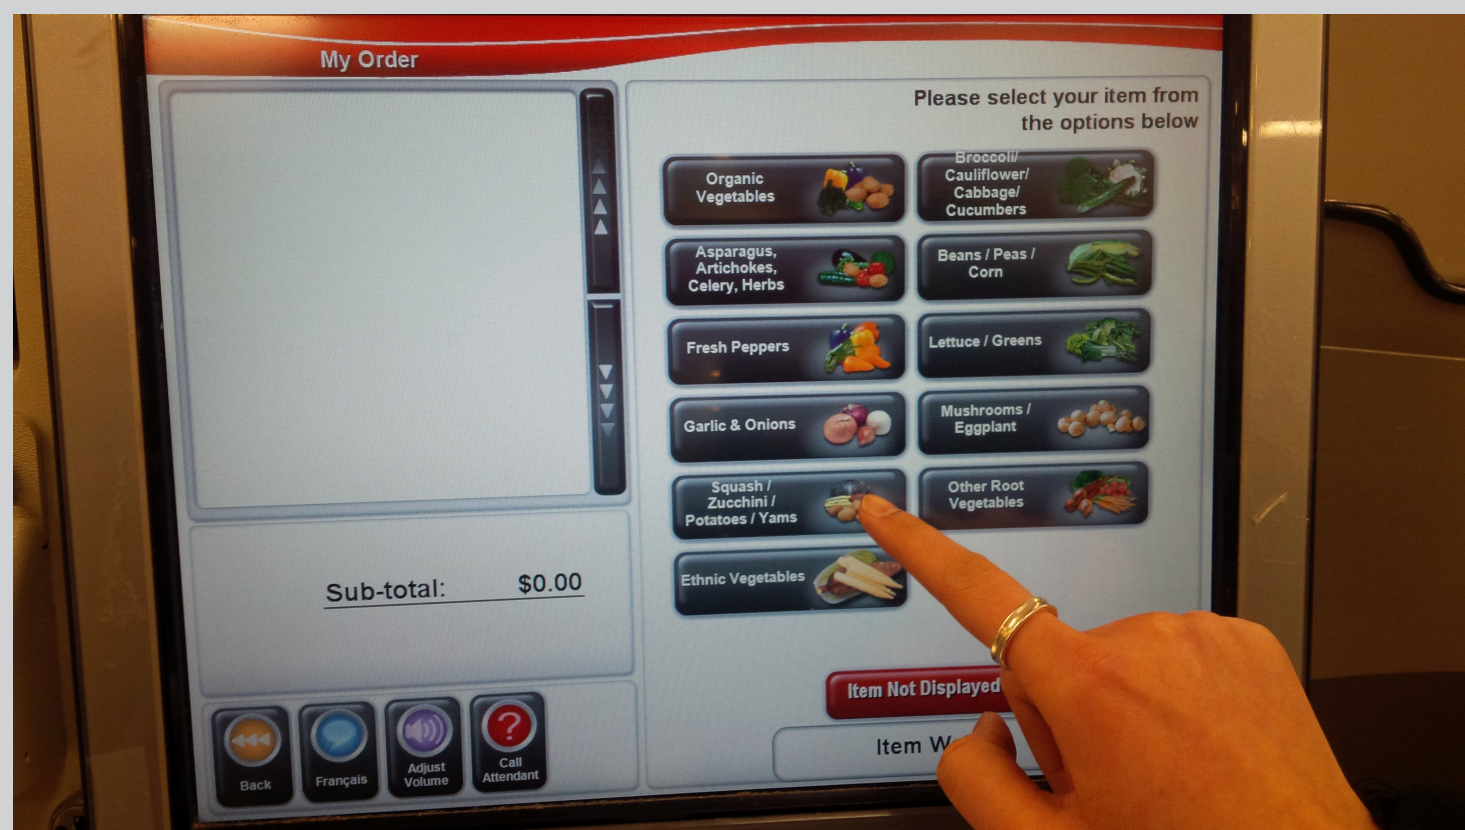 My Order
Please select your item from
the options below
Organic
Vegetables
Broccoli/
Cauliflower/
Cabbage/
Cucumbers
Asparagus,
Artichokes,
Celery, Herbs
Beans / Peas /
Corn
Fresh Peppers
Lettuce / Greens
Garlic & Onions
Mushrooms /
Eggplant
Squash /
Zucchini /
Potatoes / Yams
Other Root
Vegetables
Ethnic Vegetables
Sub-total: $0.00
Item Not Displayed
Item
Back
Français
Adjust
Volume
Call
Attendant
?